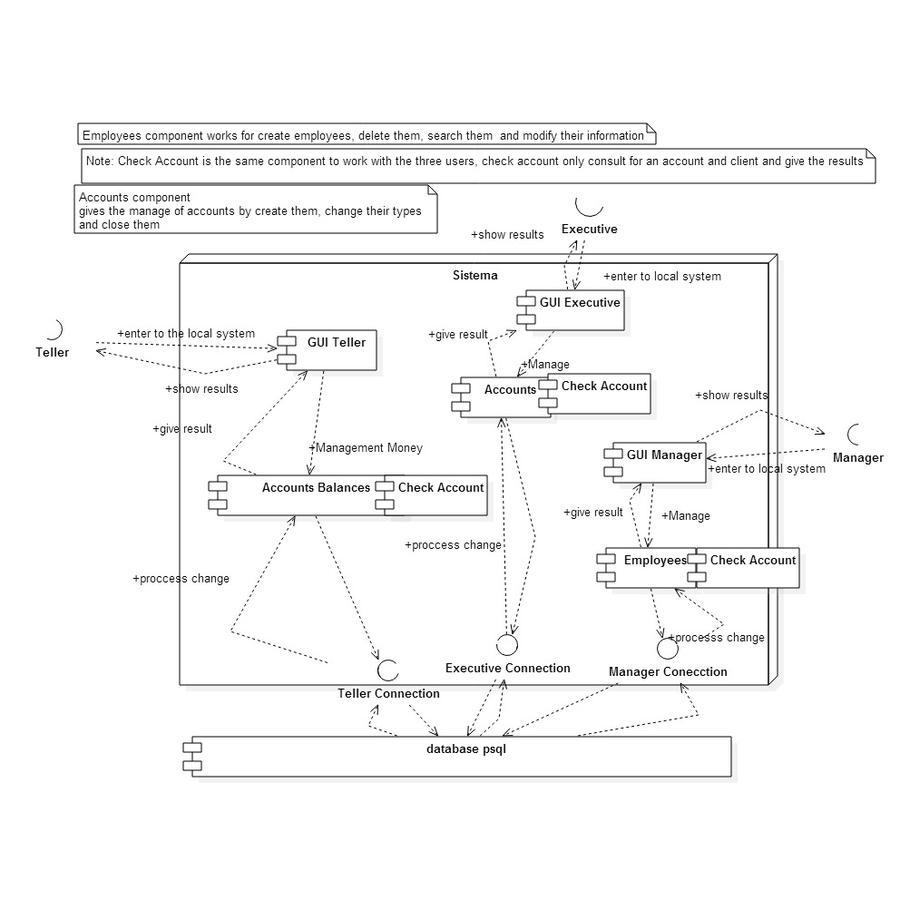 Employees component works for create employees, delete them, search them  and modify their information
Note: Check Account is the same component to work with the three users, check account only consult for an account and client and give the results
Accounts component
gives the manage of accounts by create them, change their types
and close them
Executive
+show results
+enter to local system
Sistema
GUI Executive
Teller
+enter to the local system
GUI Teller
+show results
+give result
+Manage
Accounts
Check Account
+show results
+give result
+Management Money
Manager
GUI Manager
+enter to local system
Accounts Balances
Check Account
+give result
+Manage
+proccess change
Employees
Check Account
+proccess change
+processs change
Executive Connection
Manager Conecction
Teller Connection
database psql